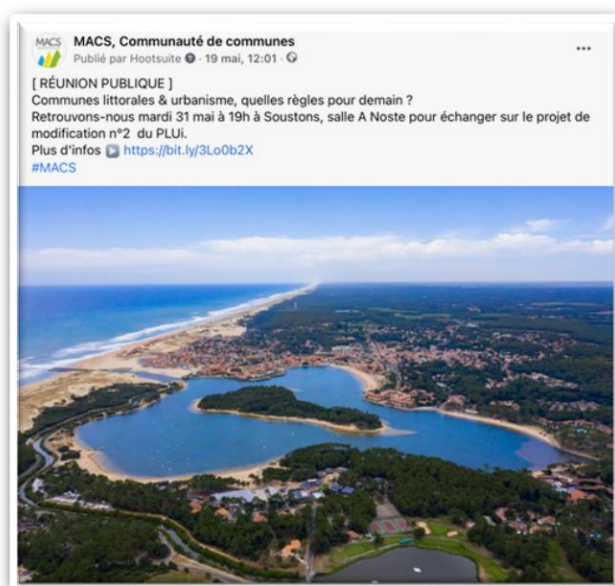 MACS
MACS, Communauté de communes
Publié par Hootsuite · 19 mai, 12:01 ·
[ RÉUNION PUBLIQUE ]
Communes littorales & urbanisme, quelles règles pour demain ?
Retrouvons-nous mardi 31 mai à 19h à Soustons, salle A Noste pour échanger sur le projet de
modification n°2 du PLUi.
Plus d'infos ▶ https://bit.ly/3Lo0b2X
#MACS